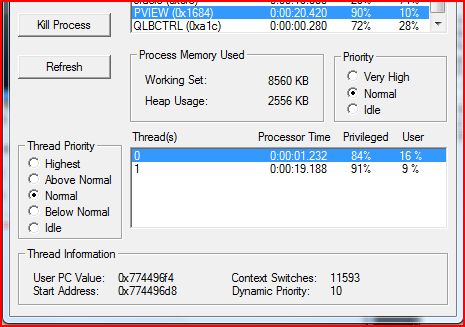 Kill Process
Refresh
PVIEW (0x1684) 0:00:20.420 90% 10%
QLBCTRL (0xa1c) 0:00:00.280 72% 28%
Process Memory Used
Working Set: 8560 KB
Heap Usage: 2556 KB
Priority
Very High
Normal
Idle
Thread Priority
Highest
Above Normal
Normal
Below Normal
Idle
Thread(s) Processor Time Privileged User
0 0:00:01.232 84% 16 %
1 0:00:19.188 91% 9 %
Thread Information
User PC Value: 0x774496f4 Context Switches: 11593
Start Address: 0x774496d8 Dynamic Priority: 10